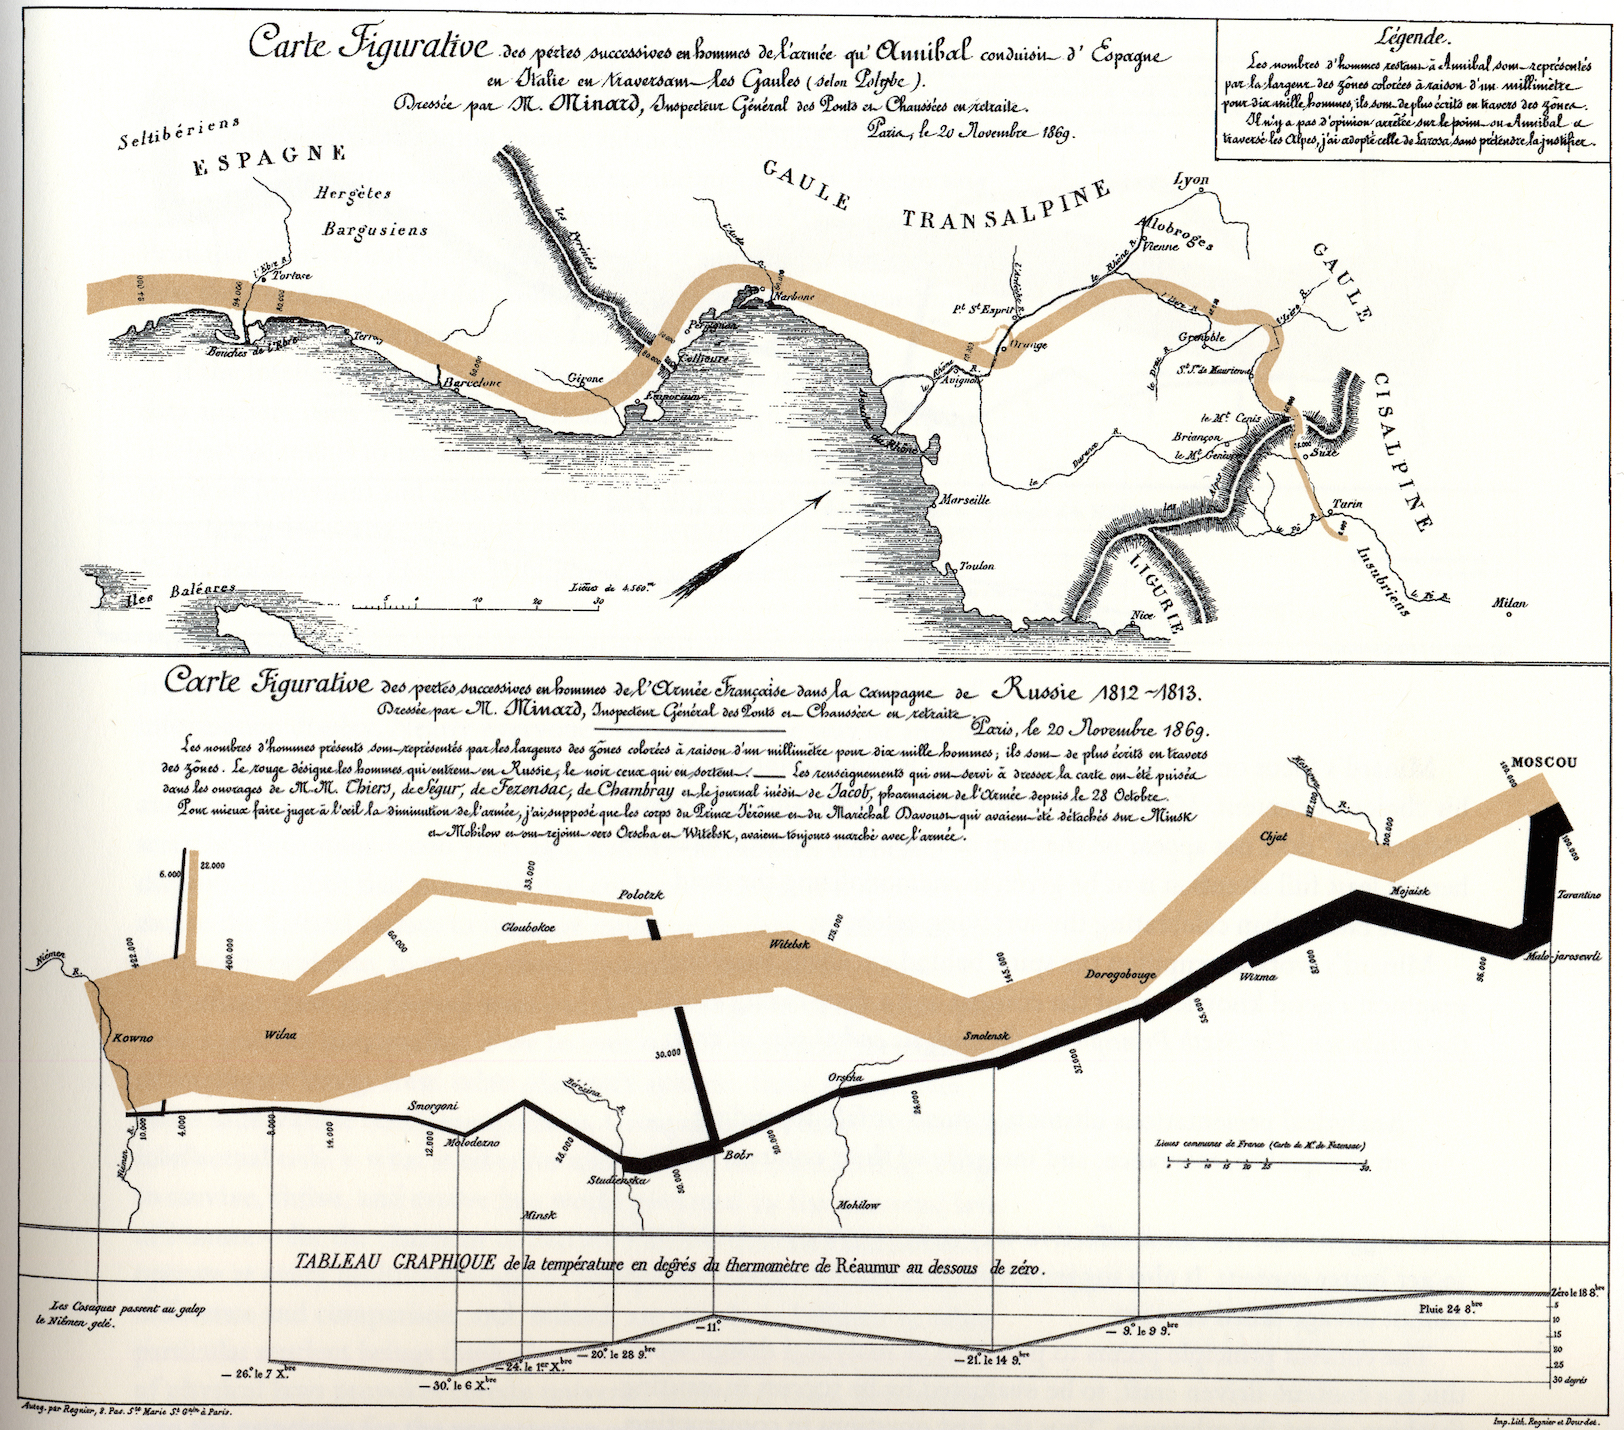 Carte Figurative des pertes successives en hommes de l'armée qu'Annibal conduisit d'Espagne
en Italie en traversant les Gaules (selon Polybe).
Dressée par M. Minard, Inspecteur Général des Ponts et Chaussées en retraite.
Paris, le 20 Novembre 1869.
Légende.
Les nombres d'hommes restant à Annibal sont représentés
par la largeur des zônes colorées à raison d'un millimètre
pour dix mille hommes; ils sont de plus écrits en travers des zônes.
Il n'y a pas d'opinion arrêtée sur le point où Annibal a
traversé les Alpes, j'ai adopté celle de Larosa, sans prétendre la justifier.
Seltibériens
ESPAGNE
Hergètes
Bargusiens
les Pyrénées
GAULE TRANSALPINE
Lyon
Allobroges
Vienne
GAULE CISALPINE
l'Aude R.
l'Ebre R.
Tortose
94.000
94.000
Bouches de l'Ebre
Barcelone
Girone
Emporium
Collioure
Perpignan
Narbone
Pt. St. Esprit
Orange
l'Ardèche R.
le Rhône R.
Avignon
le Rhône R.
l'Isère R.
l'Isère R.
Grenoble
le Drac R.
St. J. de Maurienne
le Mt. Cenis
Briançon
le Mt. Genèvre
Suze
la Durance R.
Bouches du Rhône
Marseille
les Alpes
Turin
le Pô R.
LIGURIE
Insubriens
le Pô R.
Toulon
Nice
Milan
Iles Baléares
Lieues de 4.560.m
5 0 10 20 30
Carte Figurative des pertes successives en hommes de l'Armée Française dans la campagne de Russie 1812~1813.
Dressée par M. Minard, Inspecteur Général des Ponts et Chaussées en retraite.
Paris, le 20 Novembre 1869.
Les nombres d'hommes présents sont représentés par les largeurs des zônes colorées à raison d'un millimètre pour dix mille hommes; ils sont de plus écrits en travers
des zônes. Le rouge désigne les hommes qui entrent en Russie, le noir ceux qui en sortent. — Les renseignements qui ont servi à dresser la carte ont été puisés
dans les ouvrages de M.M. Thiers, de Ségur, de Fezensac, de Chambray et le journal inédit de Jacob, pharmacien de l'Armée depuis le 28 Octobre.
Pour mieux faire juger à l'œil la diminution de l'armée, j'ai supposé que les corps du Prince Jérôme et du Maréchal Davoust qui avaient été détachés sur Minsk
et Mohilow et ont rejoint vers Orscha et Witebsk, avaient toujours marché avec l'armée.
Moskowa R.
100.000
MOSCOU
127.100
100.000
Chjat
Mojaisk
100.000
Tarantino
Malo-jarosewli
6.000
22.000
33.000
Polotzk
60.000
Gloubokoe
175.000
Witebsk
422.000
400.000
Niémen R.
Kowno
Wilna
145.000
Dorogobouge
Smolensk
Wizma
87.000
96.000
55.000
37.000
30.000
Orscha
24.000
Bérézina R.
Smorgoni
Molodezno
10.000
4.000
8.000
14.000
12.000
28.000
Studienska
50.000
Bobr
20.000
Niémen R.
Minsk
Mohilow
Lieues communes de France (Carte de M. de Fezensac)
0 5 10 15 20 25 50.
TABLEAU GRAPHIQUE de la température en degrés du thermomètre de Réaumur au dessous de zéro.
Les Cosaques passent au galop
le Niémen gelé.
Zéro le 18 8.bre
Pluie 24 8.bre
5
10
15
20
25
30 degrés
— 9.° le 9 9.bre
— 11.°
— 21.° le 14 9.bre
— 20.° le 28 9.bre
— 24.° le 1.er X.bre
— 26.° le 7 X.bre
— 30.° le 6 X.bre
Autog. par Regnier, 8. Pas. Ste Marie St Gain à Paris.
Imp. Lith. Regnier et Dourdet.